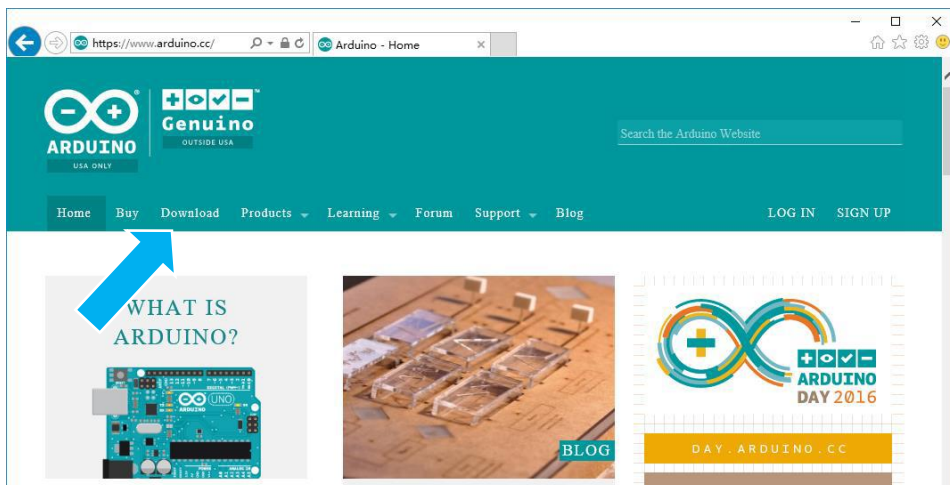 https://www.arduino.cc/
Arduino - Home
ARDUINO
USA ONLY
Genuino
OUTSIDE USA
Search the Arduino Website
Home Buy Download Products Learning Forum Support Blog LOG IN SIGN UP
WHAT IS
ARDUINO?
UNO
ARDUINO
BLOG
ARDUINO
DAY 2016
DAY.ARDUINO.CC